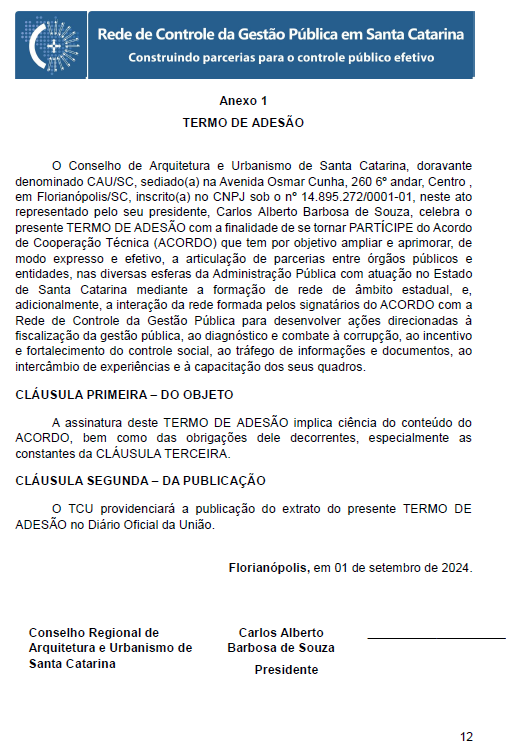 Rede de Controle da Gestão Pública em Santa Catarina
Construindo parcerias para o controle público efetivo
Anexo 1
TERMO DE ADESÃO
O Conselho de Arquitetura e Urbanismo de Santa Catarina, doravante
denominado CAU/SC, sediado(a) na Avenida Osmar Cunha, 260 6º andar, Centro ,
em Florianópolis/SC, inscrito(a) no CNPJ sob o nº 14.895.272/0001-01, neste ato
representado pelo seu presidente, Carlos Alberto Barbosa de Souza, celebra o
presente TERMO DE ADESÃO com a finalidade de se tornar PARTÍCIPE do Acordo
de Cooperação Técnica (ACORDO) que tem por objetivo ampliar e aprimorar, de
modo expresso e efetivo, a articulação de parcerias entre órgãos públicos e
entidades, nas diversas esferas da Administração Pública com atuação no Estado
de Santa Catarina mediante a formação de rede de âmbito estadual, e,
adicionalmente, a interação da rede formada pelos signatários do ACORDO com a
Rede de Controle da Gestão Pública para desenvolver ações direcionadas à
fiscalização da gestão pública, ao diagnóstico e combate à corrupção, ao incentivo
e fortalecimento do controle social, ao tráfego de informações e documentos, ao
intercâmbio de experiências e à capacitação dos seus quadros.
CLÁUSULA PRIMEIRA – DO OBJETO
A assinatura deste TERMO DE ADESÃO implica ciência do conteúdo do
ACORDO, bem como das obrigações dele decorrentes, especialmente as
constantes da CLÁUSULA TERCEIRA.
CLÁUSULA SEGUNDA – DA PUBLICAÇÃO
O TCU providenciará a publicação do extrato do presente TERMO DE
ADESÃO no Diário Oficial da União.
Florianópolis, em 01 de setembro de 2024.
Conselho Regional de
Arquitetura e Urbanismo de
Santa Catarina
Carlos Alberto
Barbosa de Souza
Presidente
12